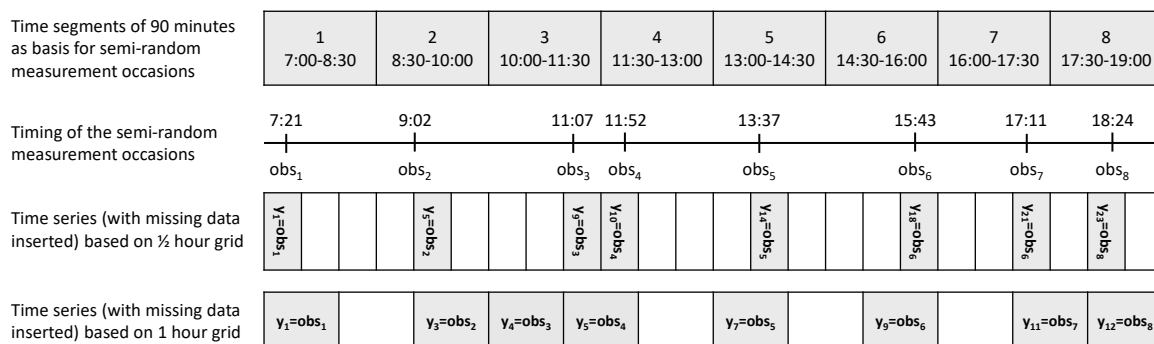 Time segments of 90 minutes
as basis for semi-random
measurement occasions
1 2 3 4 5 6 7 8
7:00-8:30 8:30-10:00 10:00-11:30 11:30-13:00 13:00-14:30 14:30-16:00 16:00-17:30 17:30-19:00
7:21 9:02 11:07 11:52 13:37 15:43 17:11 18:24
Timing of the semi-random
measurement occasions
obs₁ obs₂ obs₃ obs₄ obs₅ obs₆ obs₇ obs₈
Time series (with missing data
inserted) based on ½ hour grid
y₁=obs₁ y₅=obs₂ y₉=obs₃ y₁₀=obs₄ y₁₄=obs₅ y₁₈=obs₆ y₂₁=obs₆ y₂₃=obs₈
Time series (with missing data
inserted) based on 1 hour grid
y₁=obs₁ y₃=obs₂ y₄=obs₃ y₅=obs₄ y₇=obs₅ y₉=obs₆ y₁₁=obs₇ y₁₂=obs₈